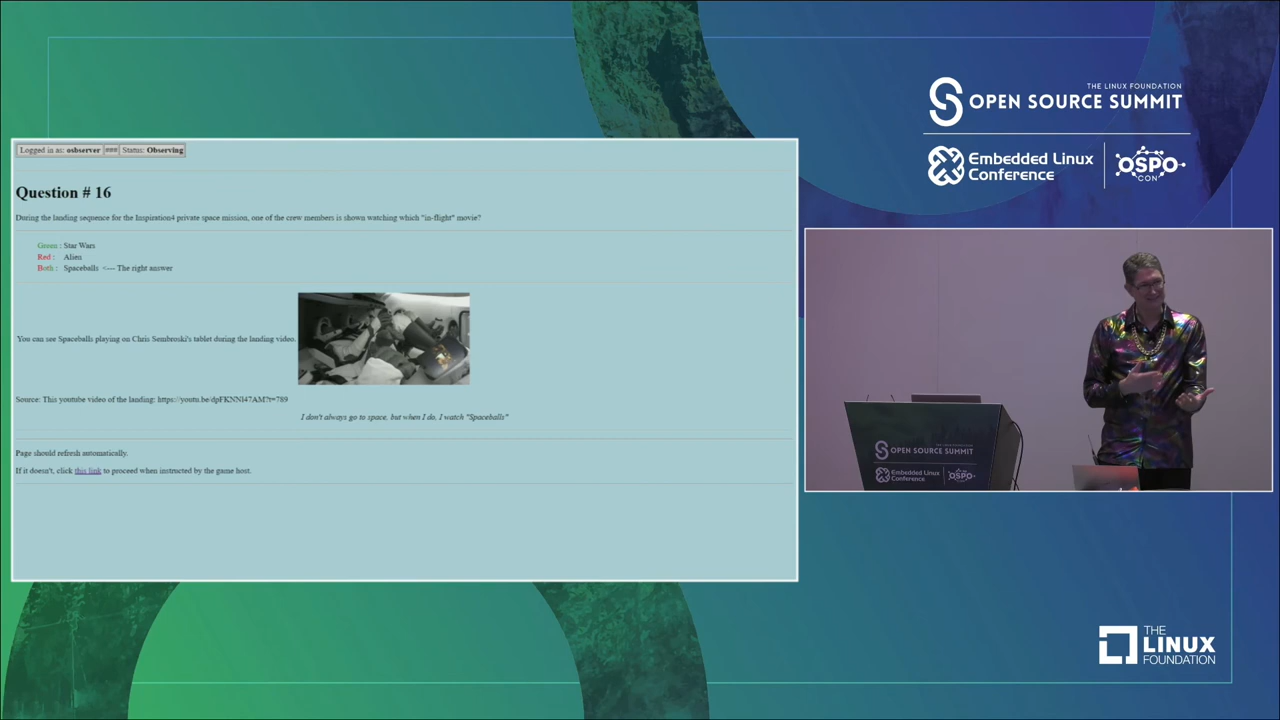 THE LINUX FOUNDATION
OPEN SOURCE SUMMIT
Embedded Linux
Conference
OSPO
CON
Logged in as: osbserver ### Status: Observing
Question # 16
During the landing sequence for the Inspiration4 private space mission, one of the crew members is shown watching which "in-flight" movie?
Green : Star Wars
Red : Alien
Both : Spaceballs <--- The right answer
You can see Spaceballs playing on Chris Sembroski's tablet during the landing video.
Source: This youtube video of the landing: https://youtu.be/dpFKNNl47AM?t=789
I don't always go to space, but when I do, I watch "Spaceballs"
Page should refresh automatically.
If it doesn't, click this link to proceed when instructed by the game host.
OPEN SOURCE SUMMIT
Embedded Linux
Conference
OSPO
CON
THE
LINUX
FOUNDATION